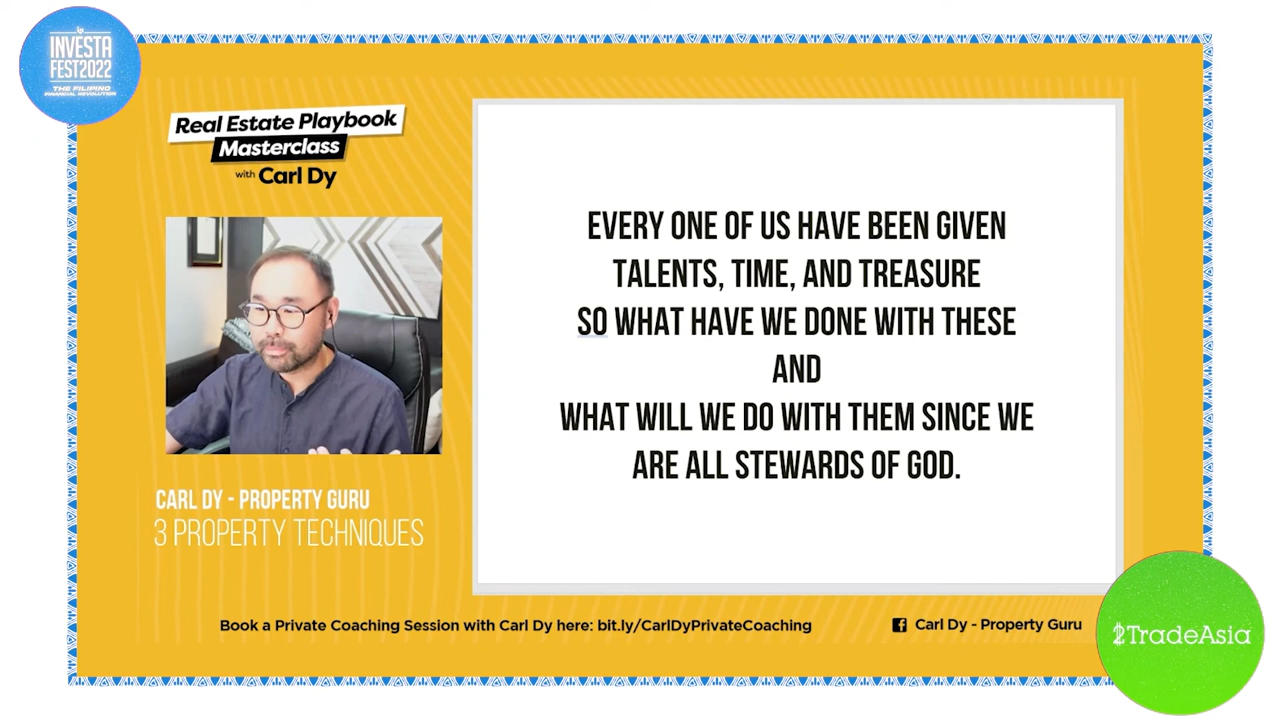 INVESTA
FEST2022
THE FILIPINO
FINANCIAL REVOLUTION
Real Estate Playbook
Masterclass
with Carl Dy
EVERY ONE OF US HAVE BEEN GIVEN
TALENTS, TIME, AND TREASURE
SO WHAT HAVE WE DONE WITH THESE
AND
WHAT WILL WE DO WITH THEM SINCE WE
ARE ALL STEWARDS OF GOD.
CARL DY - PROPERTY GURU
3 PROPERTY TECHNIQUES
Book a Private Coaching Session with Carl Dy here: bit.ly/CarlDyPrivateCoaching
Carl Dy - Property Guru
2TradeAsia